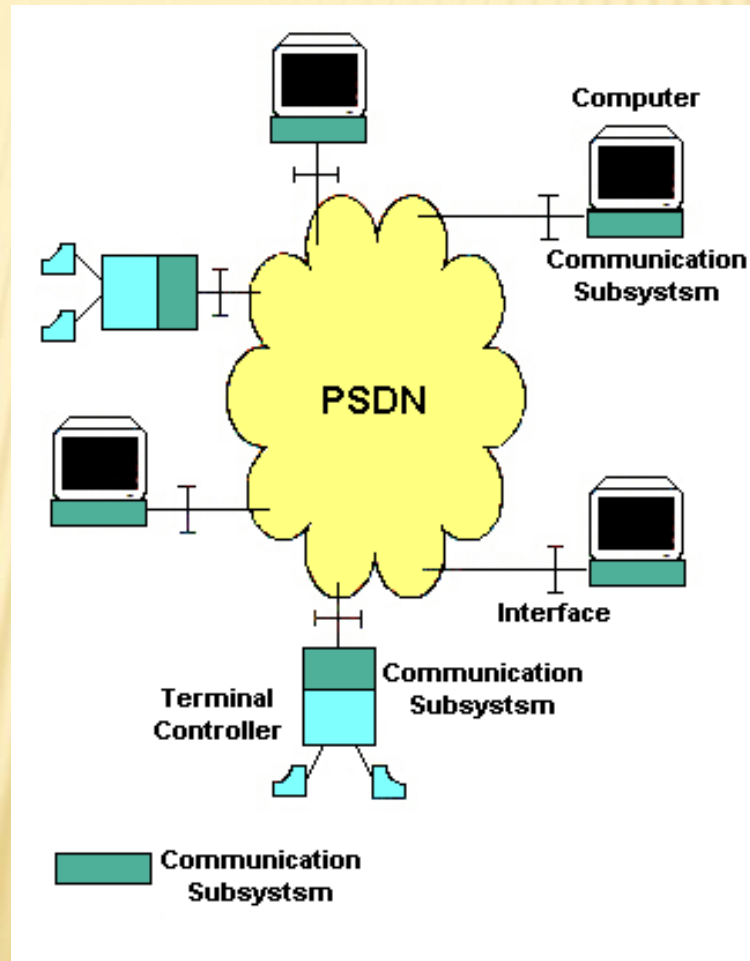 Computer
Communication
Subsystsm
PSDN
Interface
Communication
Subsystsm
Terminal
Controller
Communication
Subsystsm